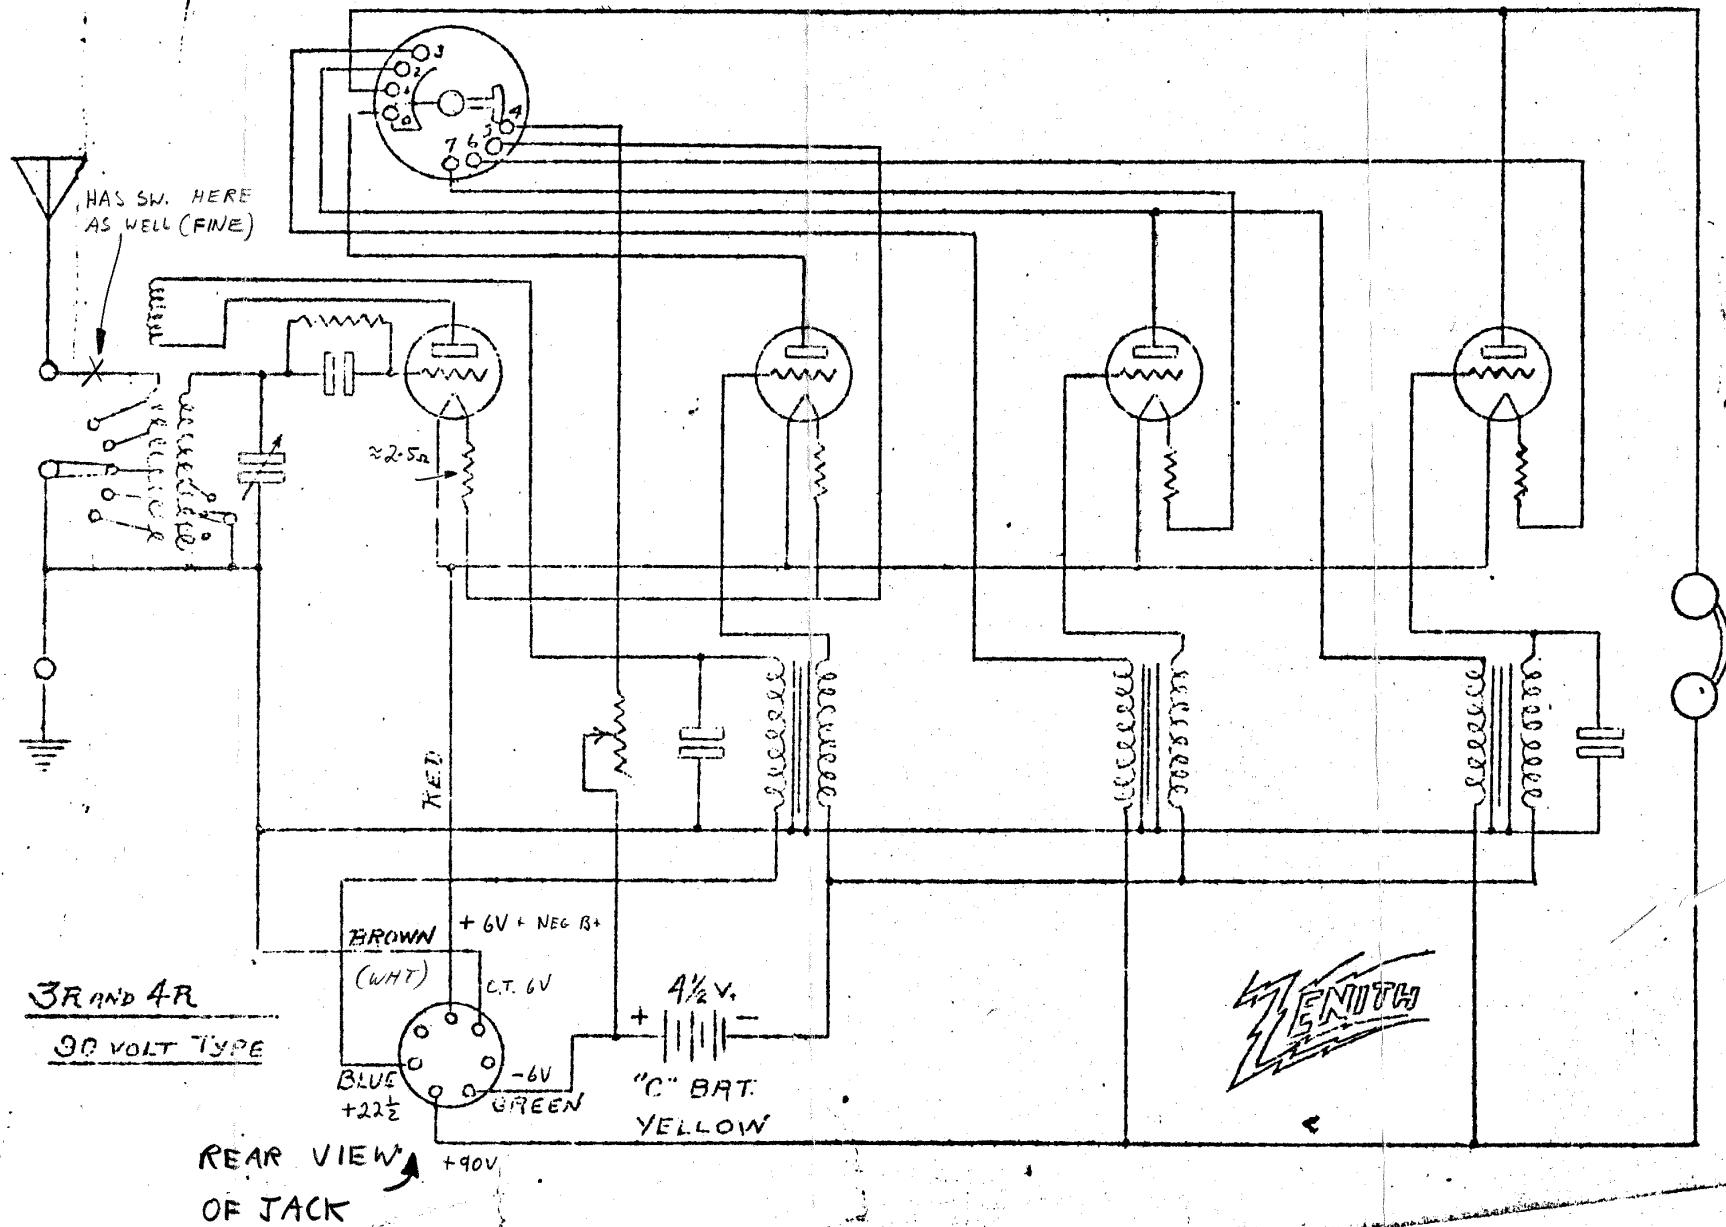 3
2
1
0
4
5
6
7
HAS SW. HERE
AS WELL (FINE)
≈2.5Ω
RED
+ 6V + NEG B+
BROWN
(WHT)
C.T. 6V
3R AND 4R
90 VOLT TYPE
BLUE
+22½
-6V
GREEN
+ 4½ V. -
"C" BAT.
YELLOW
ZENITH
+90V
REAR VIEW
OF JACK